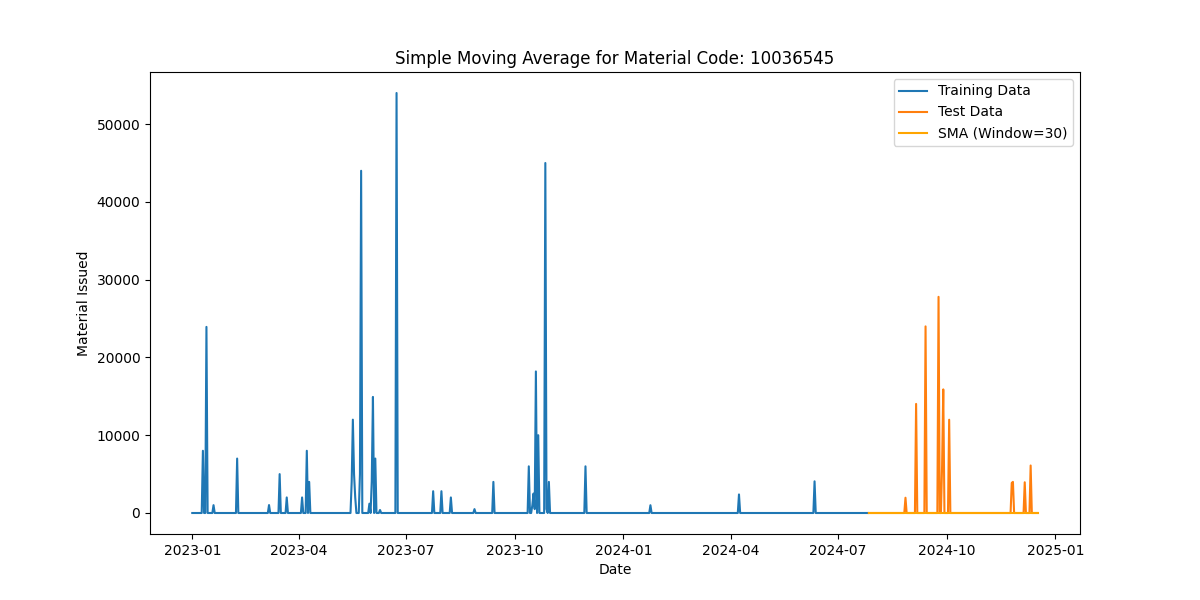 Simple Moving Average for Material Code: 10036545
Training Data
Test Data
SMA (Window=30)
Material Issued
50000
40000
30000
20000
10000
0
2023-01 2023-04 2023-07 2023-10 2024-01 2024-04 2024-07 2024-10 2025-01
Date